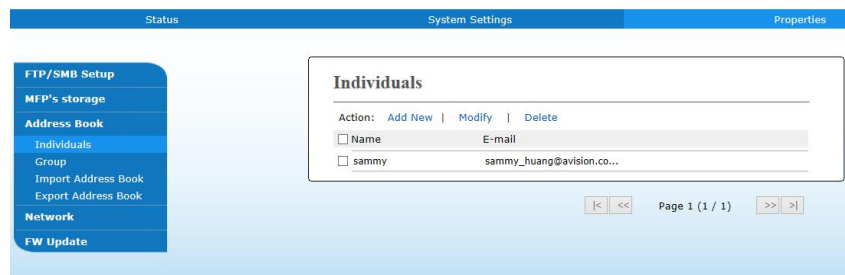 Status System Settings Properties
FTP/SMB Setup
MFP's storage
Address Book
Individuals
Group
Import Address Book
Export Address Book
Network
FW Update
Individuals
Action: Add New | Modify | Delete
Name E-mail
sammy sammy_huang@avision.co...
|< << Page 1 (1 / 1) >> >|